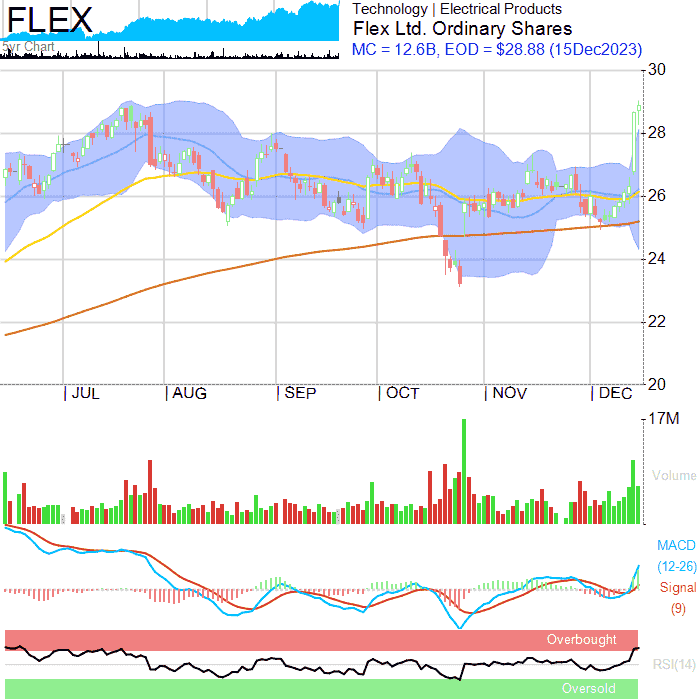 FLEX
5yr Chart
Technology | Electrical Products
Flex Ltd. Ordinary Shares
MC = 12.6B, EOD = $28.88 (15Dec2023)
30
28
26
24
22
20
JUL AUG SEP OCT NOV DEC
17M
Volume
MACD
(12-26)
Signal
(9)
Overbought
RSI(14)
Oversold